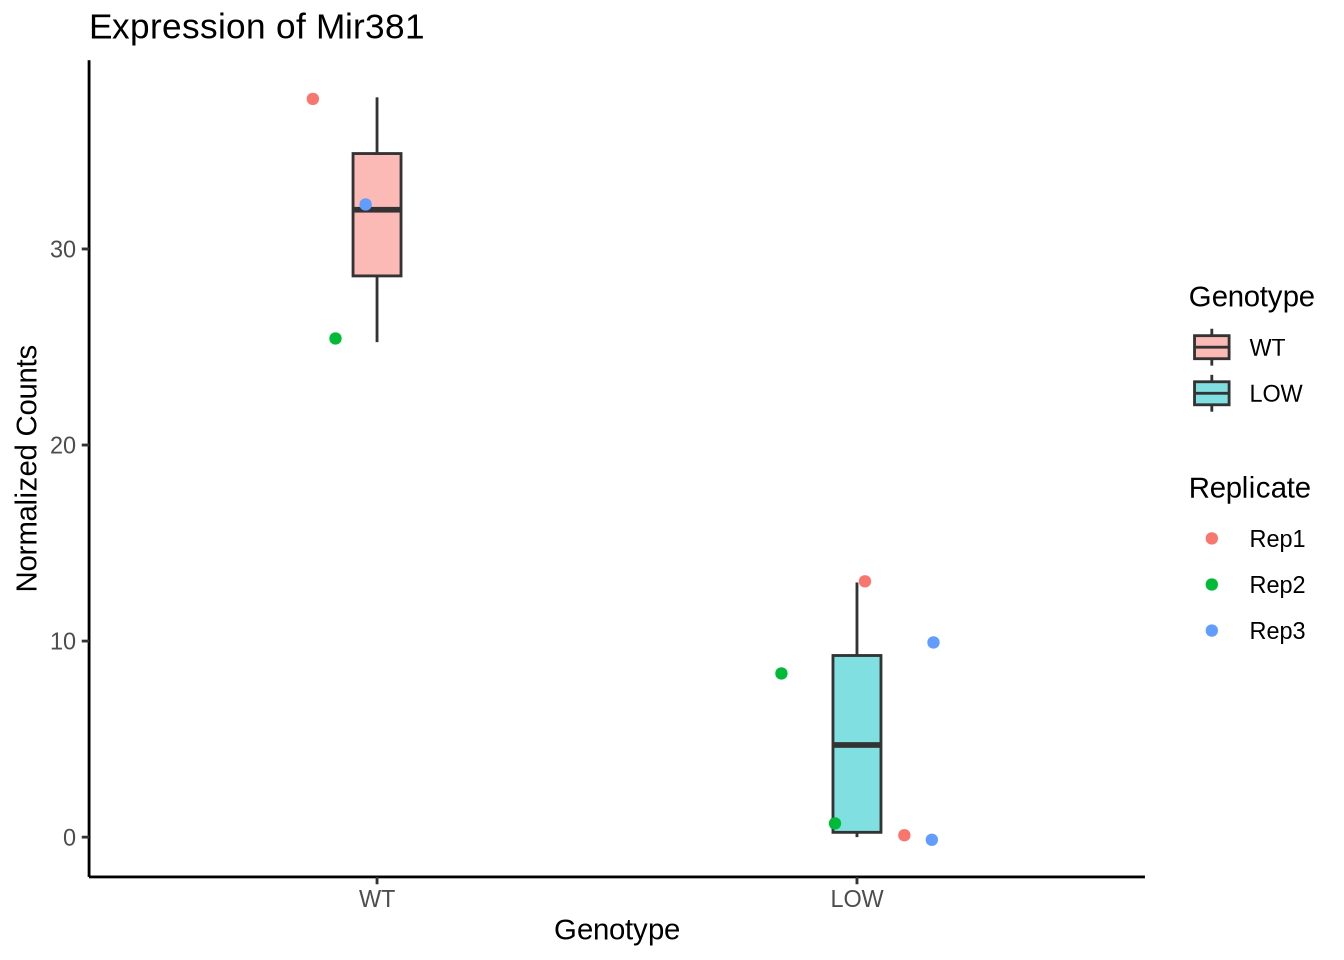 Expression of Mir381
Normalized Counts
30
20
10
0
WT
LOW
Genotype
Genotype
WT
LOW
Replicate
Rep1
Rep2
Rep3